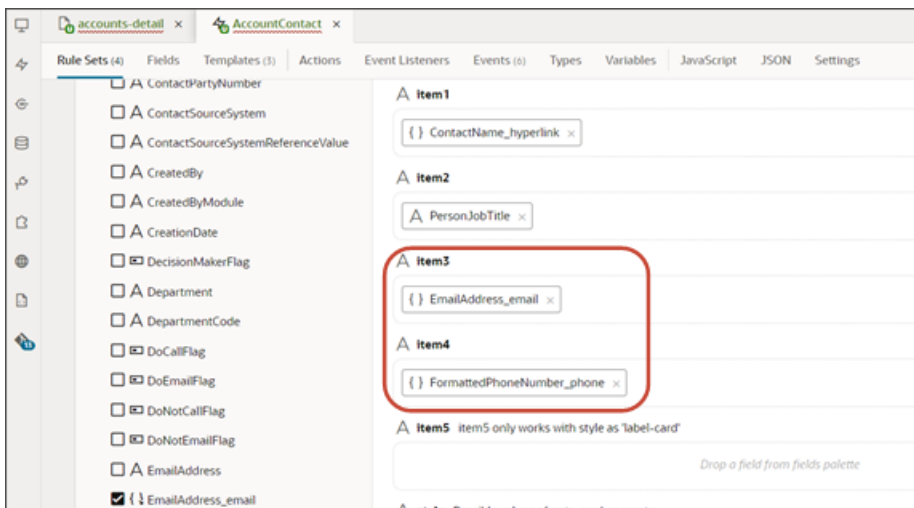 accounts-detail × AccountContact ×
Rule Sets (4) Fields Templates (3) Actions Event Listeners Events (6) Types Variables JavaScript JSON Settings
ContactPartyNumber
ContactSourceSystem
ContactSourceSystemReferenceValue
CreatedBy
CreatedByModule
CreationDate
DecisionMakerFlag
Department
DepartmentCode
DoCallFlag
DoEmailFlag
DoNotCallFlag
DoNotEmailFlag
EmailAddress
EmailAddress_email
item1
{ } ContactName_hyperlink ×
item2
A PersonJobTitle ×
item3
{ } EmailAddress_email ×
item4
{ } FormattedPhoneNumber_phone ×
item5 item5 only works with style as 'label-card'
Drop a field from fields palette